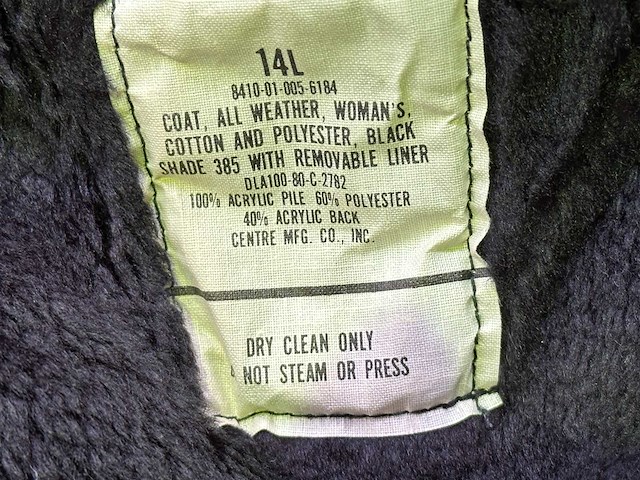 14L
8410-01-005-6184
COAT, ALL WEATHER, WOMAN'S,
COTTON AND POLYESTER, BLACK
SHADE 385 WITH REMOVABLE LINER
DLA100-80-C-2782
100% ACRYLIC PILE 60% POLYESTER
40% ACRYLIC BACK
CENTRE MFG. CO., INC.
DRY CLEAN ONLY
NOT STEAM OR PRESS